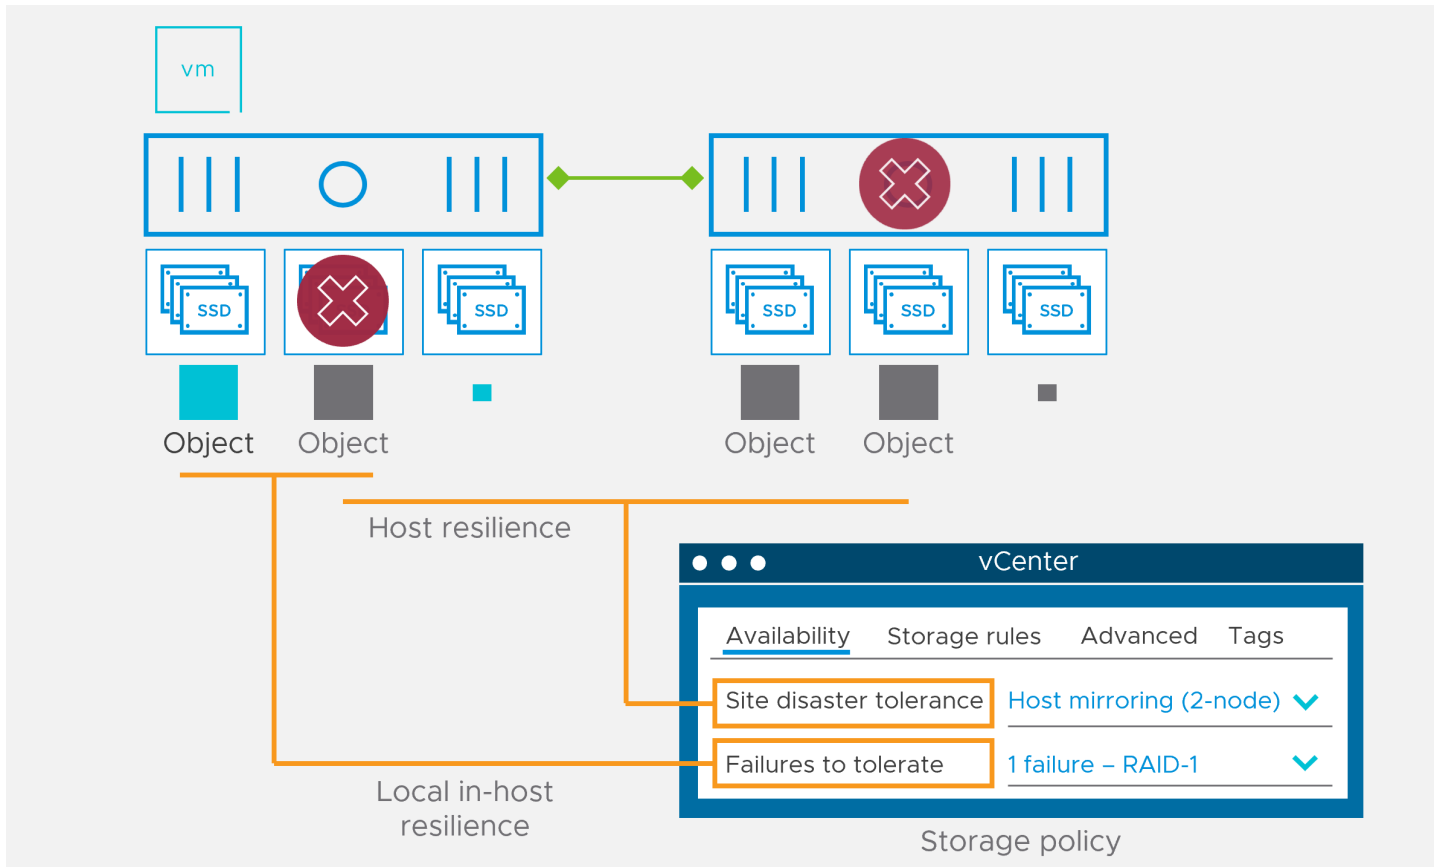 vm
SSD
SSD
SSD
SSD
SSD
Object
Object
Object
Object
Host resilience
vCenter
Availability
Storage rules
Advanced
Tags
Site disaster tolerance
Host mirroring (2-node)
Failures to tolerate
1 failure – RAID-1
Local in-host
resilience
Storage policy